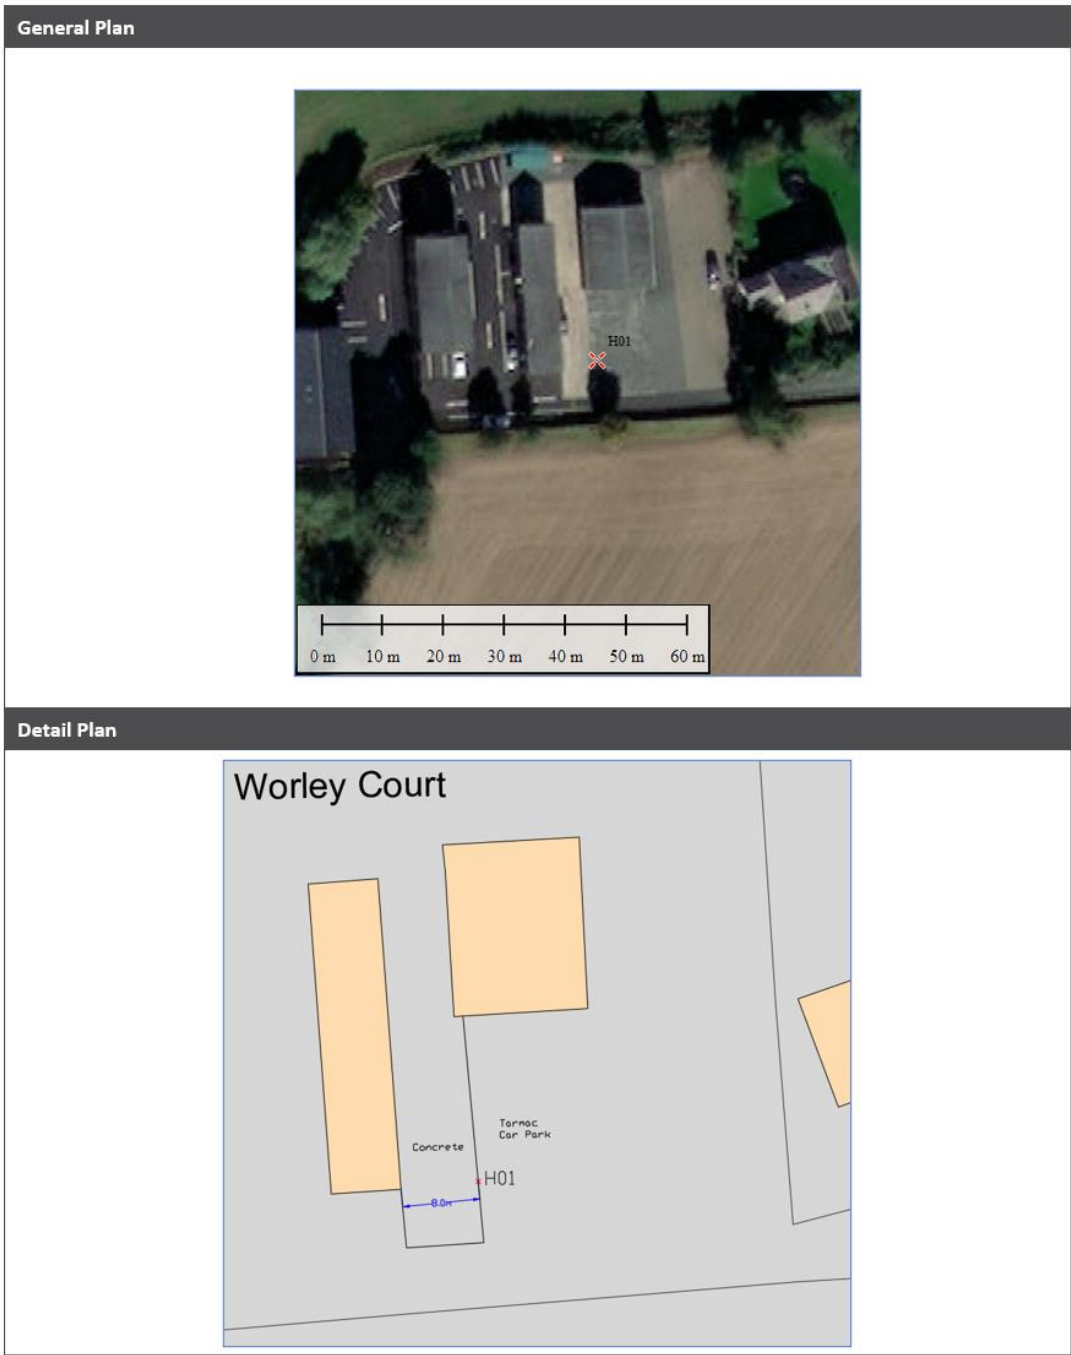 General Plan
H01
0 m 10 m 20 m 30 m 40 m 50 m 60 m
Detail Plan
Worley Court
Tarmac
Car Park
Concrete
H01
8.0m